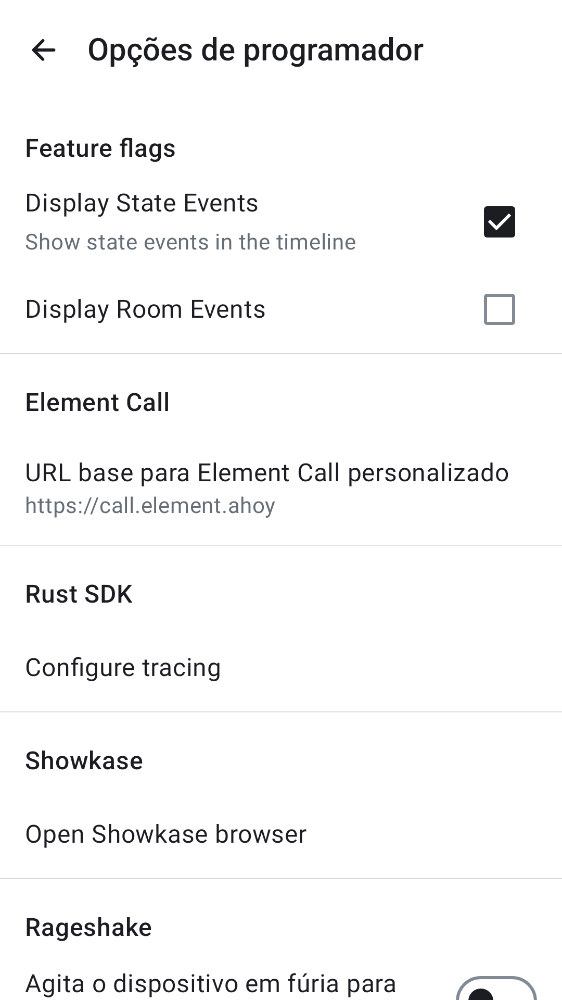 Opções de programador
Feature flags
Display State Events
Show state events in the timeline
Display Room Events
Element Call
URL base para Element Call personalizado
https://call.element.ahoy
Rust SDK
Configure tracing
Showkase
Open Showkase browser
Rageshake
Agita o dispositivo em fúria para